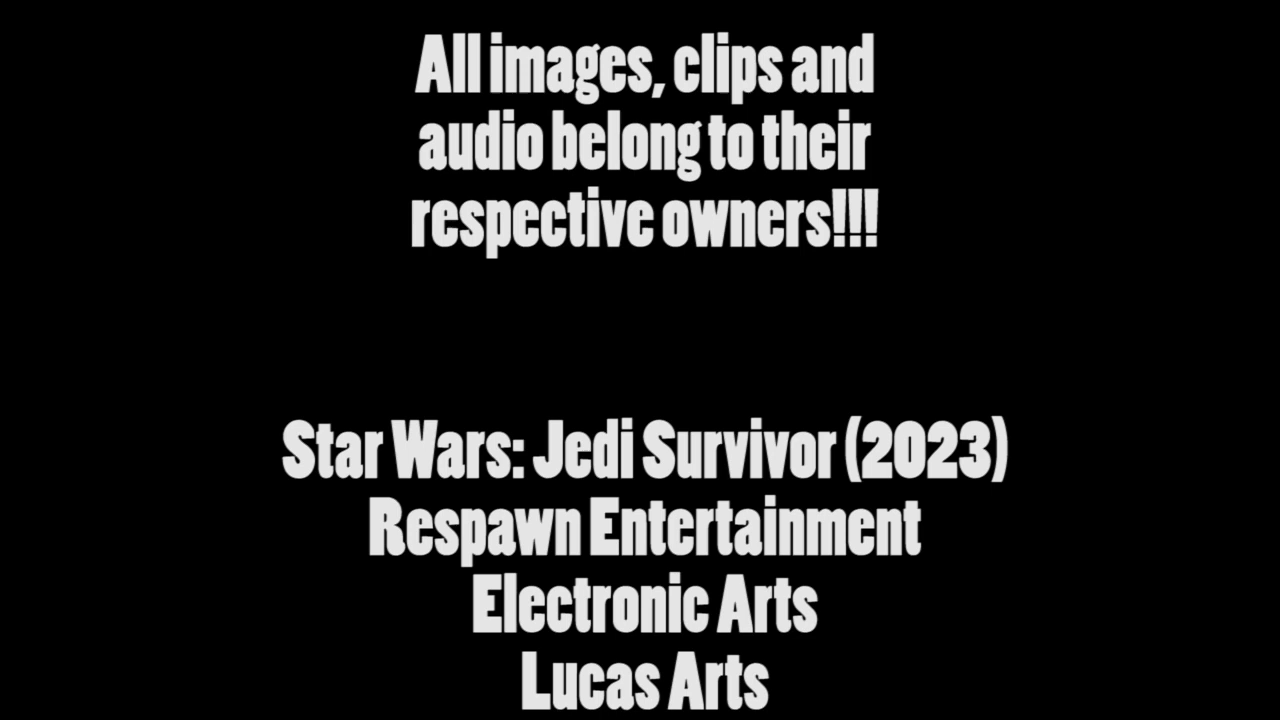 All images, clips and
audio belong to their
respective owners!!!
Star Wars: Jedi Survivor (2023)
Respawn Entertainment
Electronic Arts
Lucas Arts